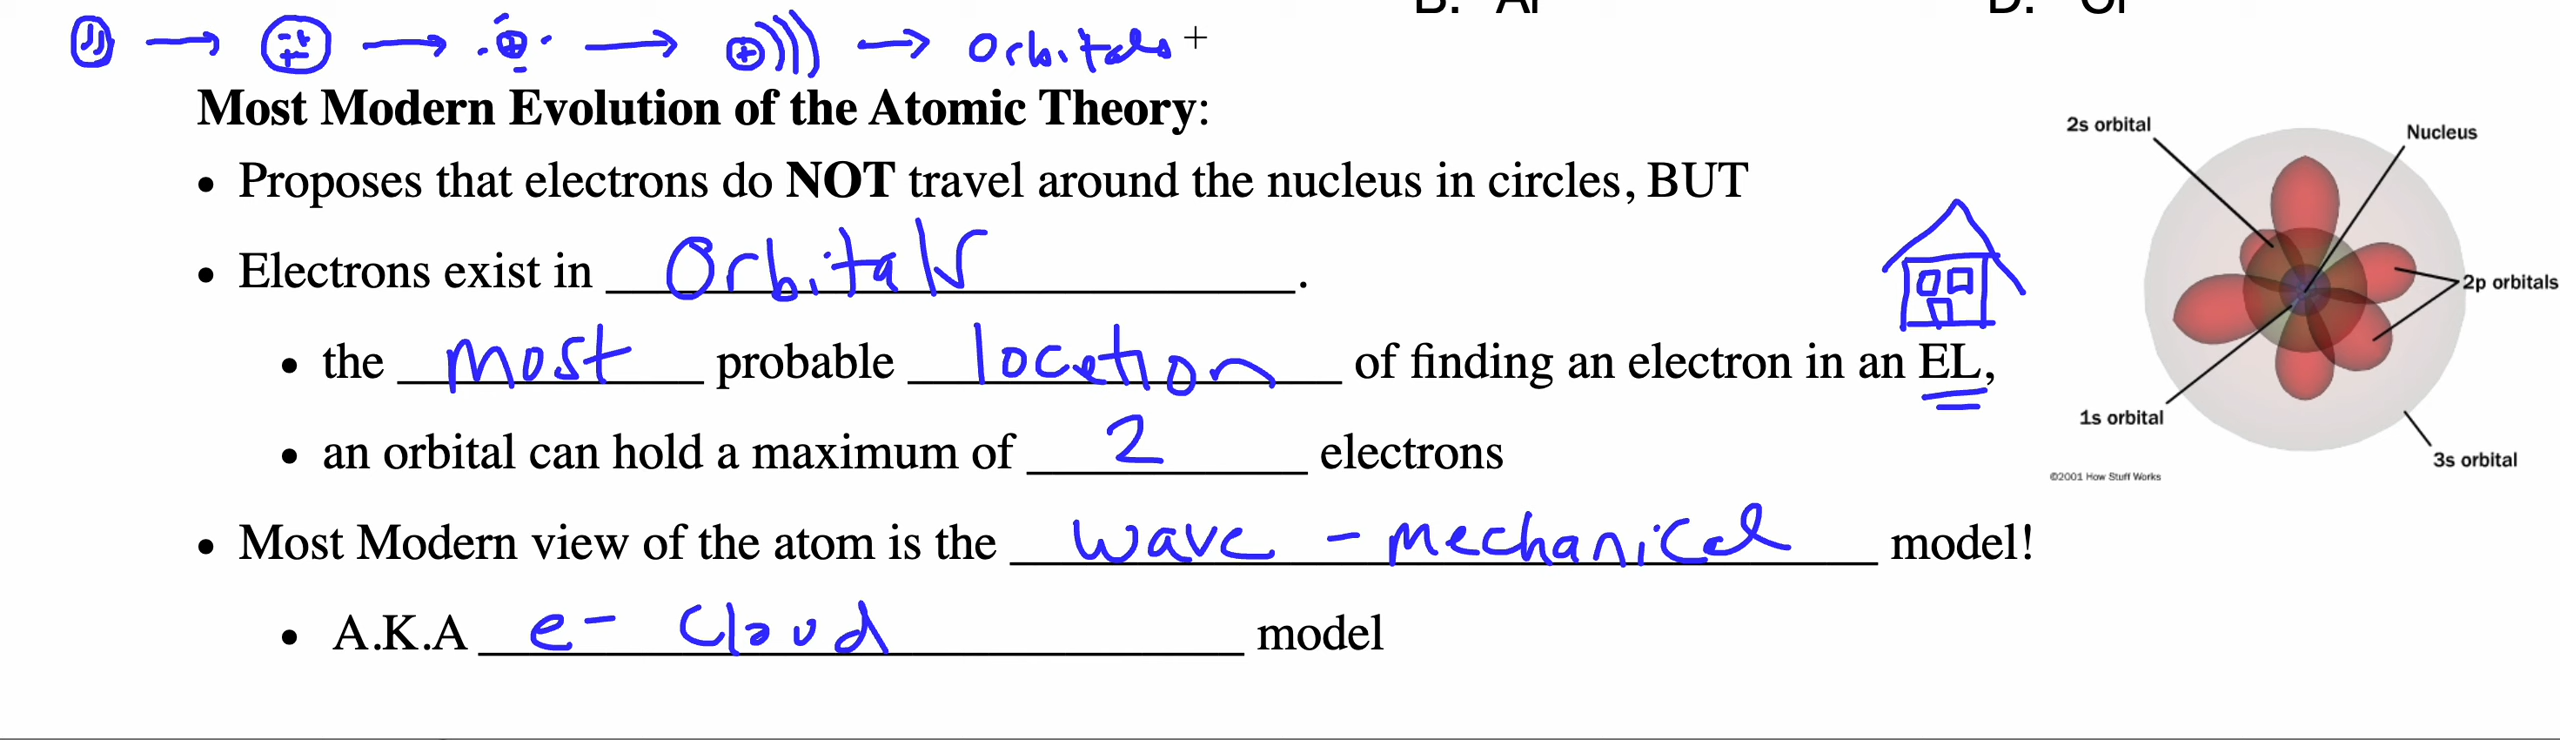 B. Ar
D. Cl
→ → → → Orbitals +
Most Modern Evolution of the Atomic Theory:
• Proposes that electrons do NOT travel around the nucleus in circles, BUT
• Electrons exist in Orbitals.
• the most probable location of finding an electron in an EL,
• an orbital can hold a maximum of 2 electrons
• Most Modern view of the atom is the wave - mechanical model!
• A.K.A e- Cloud model
2s orbital
Nucleus
2p orbitals
1s orbital
3s orbital
©2001 How Stuff Works